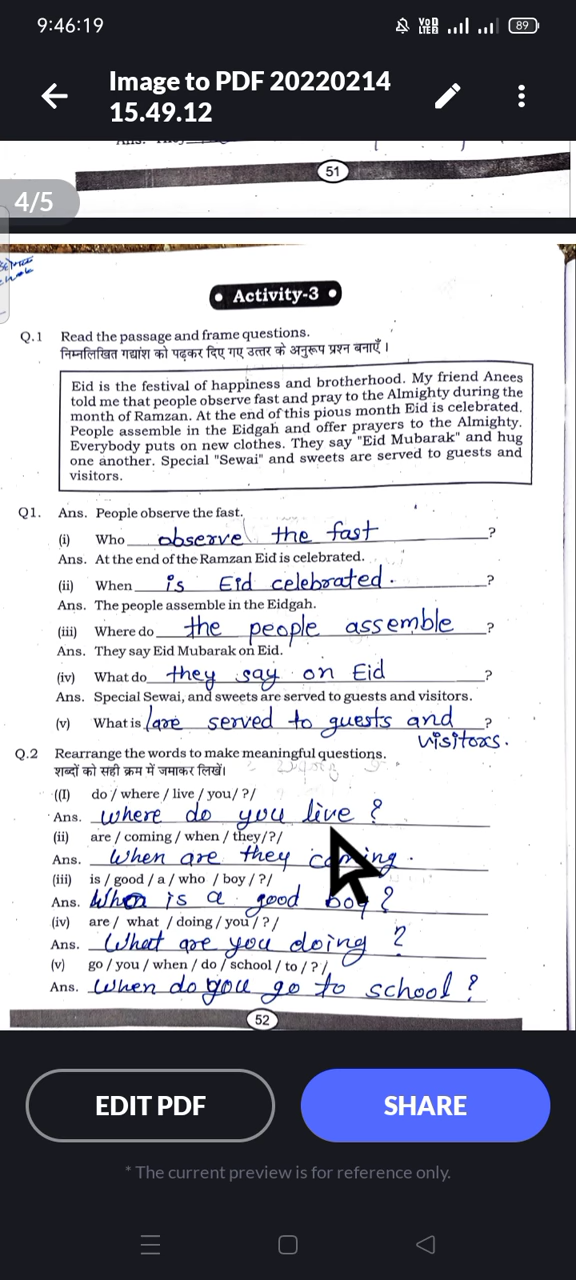 9:46:19
VoD LTED 89
Image to PDF 20220214
15.49.12
51
4/5
• Activity-3 •
Q.1 Read the passage and frame questions.
निम्नलिखित गद्यांश को पढ़कर दिए गए उत्तर के अनुरूप प्रश्न बनाएँ।
Eid is the festival of happiness and brotherhood. My friend Anees
told me that people observe fast and pray to the Almighty during the
month of Ramzan. At the end of this pious month Eid is celebrated.
People assemble in the Eidgah and offer prayers to the Almighty.
Everybody puts on new clothes. They say "Eid Mubarak" and hug
one another. Special "Sewai" and sweets are served to guests and
visitors.
Q1. Ans. People observe the fast.
(i) Who observe the fast ?
Ans. At the end of the Ramzan Eid is celebrated.
(ii) When is Eid celebrated. ?
Ans. The people assemble in the Eidgah.
(iii) Where do the people assemble ?
Ans. They say Eid Mubarak on Eid.
(iv) What do they say on Eid ?
Ans. Special Sewai, and sweets are served to guests and visitors.
(v) What is/are served to guests and ?
visitors.
Q.2 Rearrange the words to make meaningful questions.
शब्दों को सही क्रम में जमाकर लिखें।
((I) do / where / live / you/ ?/
Ans. Where do you live ?
(ii) are / coming / when / they/?/
Ans. When are they coming.
(iii) is / good / a / who / boy / ?/
Ans. Who is a good boy ?
(iv) are / what / doing / you / ? /
Ans. What are you doing ?
(v) go / you / when / do / school / to / ? /
Ans. When do you go to school ?
52
EDIT PDF
SHARE
* The current preview is for reference only.